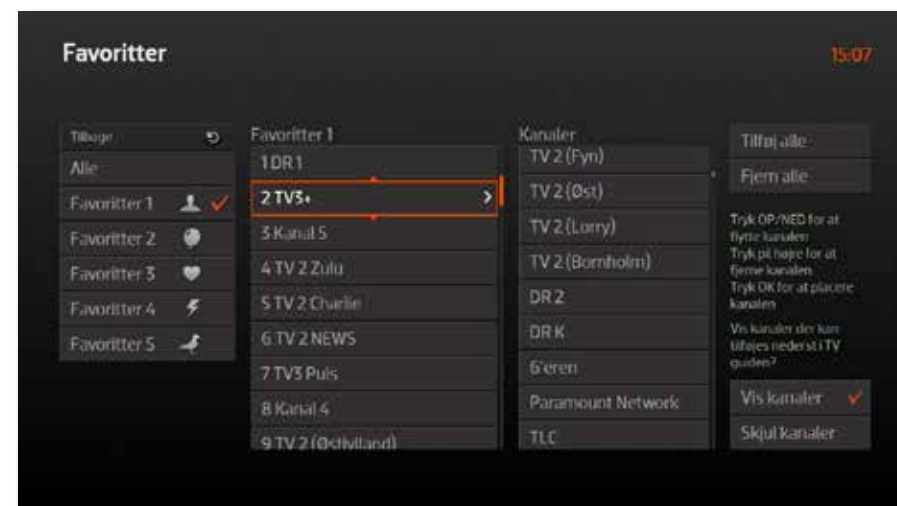 Favoritter
15:07
Tilbage
Alle
Favoritter 1
Favoritter 2
Favoritter 3
Favoritter 4
Favoritter 5
Favoritter 1
1 DR 1
2 TV3+
3 Kanal 5
4 TV 2 Zulu
5 TV 2 Charlie
6 TV 2 NEWS
7 TV3 Puls
8 Kanal 4
9 TV 2 (Østjylland)
Kanaler
TV 2 (Fyn)
TV 2 (Øst)
TV 2 (Lorry)
TV 2 (Bornholm)
DR 2
DR K
6'eren
Paramount Network
TLC
Tilføj alle
Fjern alle
Tryk OP/NED for at
flytte kanalen
Tryk på højre for at
fjerne kanalen
Tryk OK for at placere
kanalen
Vis kanaler der kan
tilføjes nederst i TV
guiden?
Vis kanaler
Skjul kanaler